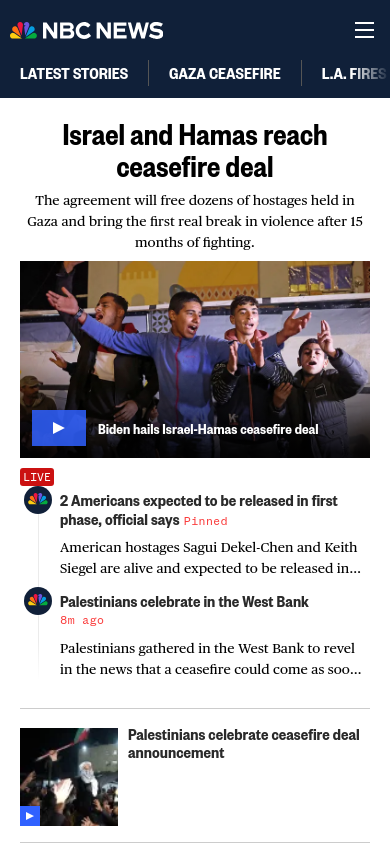 NBC NEWS
LATEST STORIES
GAZA CEASEFIRE
L.A. FIRES
Israel and Hamas reach
ceasefire deal
The agreement will free dozens of hostages held in
Gaza and bring the first real break in violence after 15
months of fighting.
Biden hails Israel-Hamas ceasefire deal
LIVE
2 Americans expected to be released in first
phase, official says Pinned
American hostages Sagui Dekel-Chen and Keith
Siegel are alive and expected to be released in...
Palestinians celebrate in the West Bank
8m ago
Palestinians gathered in the West Bank to revel
in the news that a ceasefire could come as soo...
Palestinians celebrate ceasefire deal
announcement